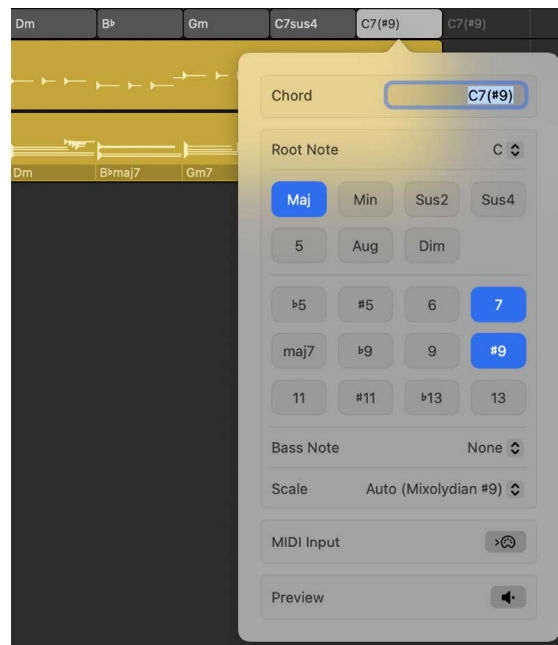 Dm B♭ Gm C7sus4 C7(#9) C7(#9)
Chord C7(#9)
Dm B♭maj7 Gm7
Root Note C
Maj Min Sus2 Sus4
5 Aug Dim
♭5 #5 6 7
maj7 ♭9 9 #9
11 #11 ♭13 13
Bass Note None
Scale Auto (Mixolydian #9)
MIDI Input
Preview